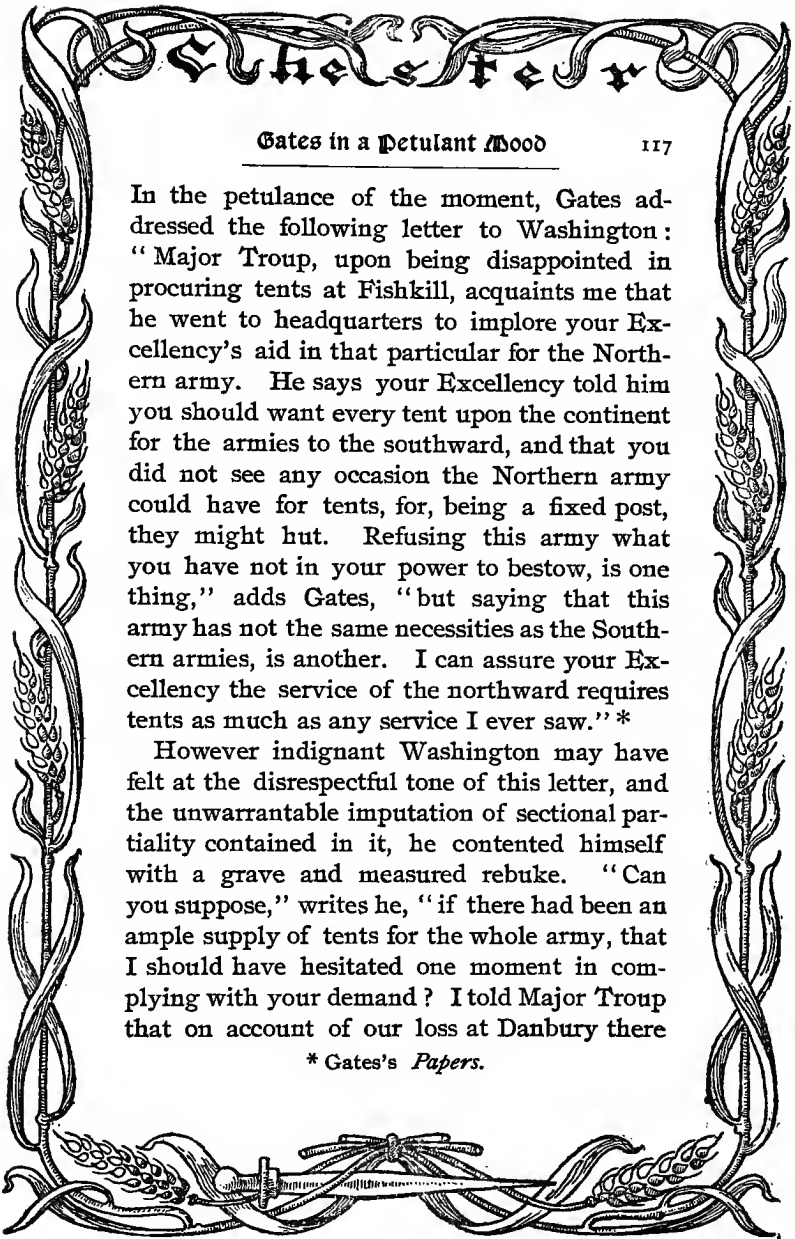 Chester
Gates in a Petulant Mood 117
In the petulance of the moment, Gates ad-
dressed the following letter to Washington:
“ Major Troup, upon being disappointed in
procuring tents at Fishkill, acquaints me that
he went to headquarters to implore your Ex-
cellency's aid in that particular for the North-
ern army. He says your Excellency told him
you should want every tent upon the continent
for the armies to the southward, and that you
did not see any occasion the Northern army
could have for tents, for, being a fixed post,
they might hut. Refusing this army what
you have not in your power to bestow, is one
thing,” adds Gates, “but saying that this
army has not the same necessities as the South-
ern armies, is another. I can assure your Ex-
cellency the service of the northward requires
tents as much as any service I ever saw.” *
However indignant Washington may have
felt at the disrespectful tone of this letter, and
the unwarrantable imputation of sectional par-
tiality contained in it, he contented himself
with a grave and measured rebuke. “Can
you suppose,” writes he, “if there had been an
ample supply of tents for the whole army, that
I should have hesitated one moment in com-
plying with your demand ? I told Major Troup
that on account of our loss at Danbury there
* Gates's Papers.